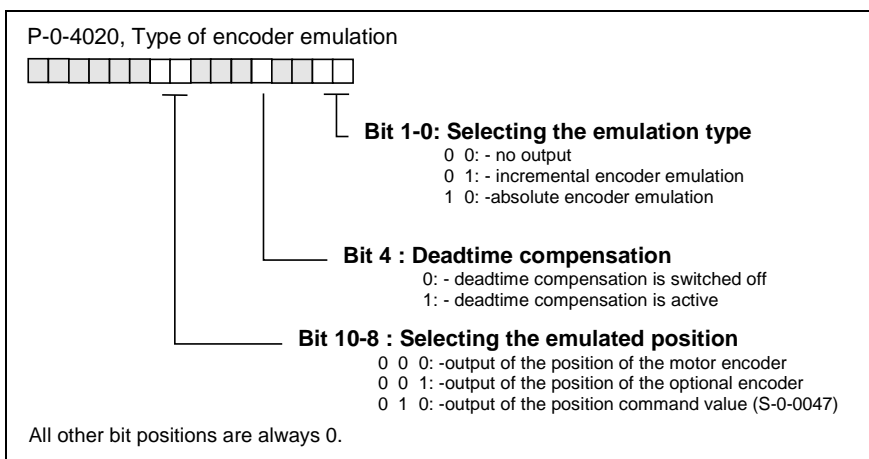 P-0-4020, Type of encoder emulation
Bit 1-0: Selecting the emulation type
0 0: - no output
0 1: - incremental encoder emulation
1 0: -absolute encoder emulation
Bit 4 : Deadtime compensation
0: - deadtime compensation is switched off
1: - deadtime compensation is active
Bit 10-8 : Selecting the emulated position
0 0 0: -output of the position of the motor encoder
0 0 1: -output of the position of the optional encoder
0 1 0: -output of the position command value (S-0-0047)
All other bit positions are always 0.